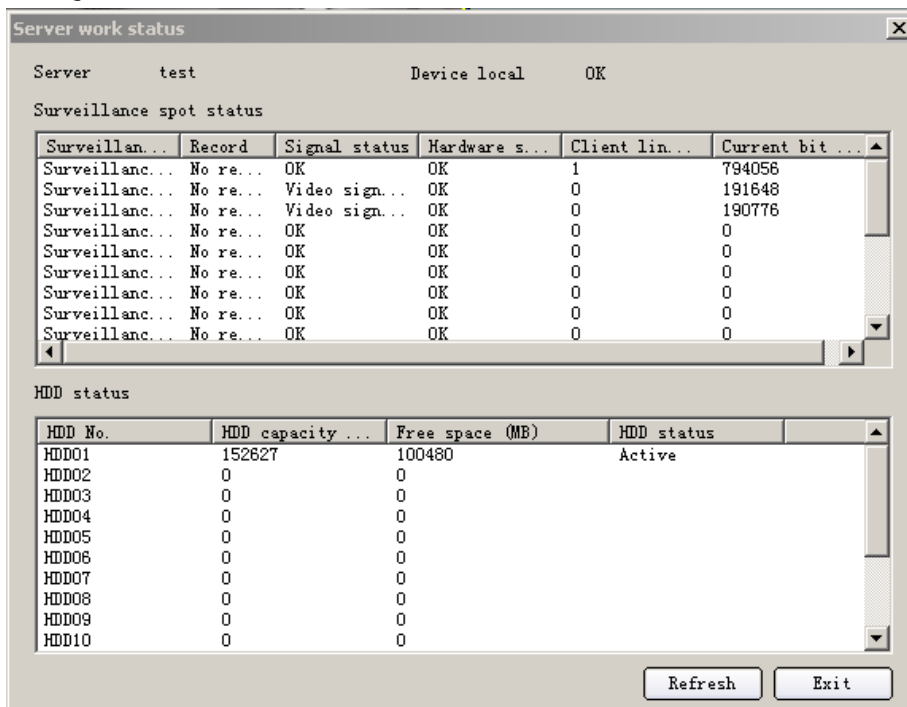 Server work status
Server test Device local OK
Surveillance spot status
Surveillan... Record Signal status Hardware s... Client lin... Current bit ...
Surveillanc... No re... OK OK 1 794056
Surveillanc... No re... Video sign... OK 0 191648
Surveillanc... No re... Video sign... OK 0 190776
Surveillanc... No re... OK OK 0 0
Surveillanc... No re... OK OK 0 0
Surveillanc... No re... OK OK 0 0
Surveillanc... No re... OK OK 0 0
Surveillanc... No re... OK OK 0 0
Surveillanc... No re... OK OK 0 0
HDD status
HDD No. HDD capacity ... Free space (MB) HDD status
HDD01 152627 100480 Active
HDD02 0 0
HDD03 0 0
HDD04 0 0
HDD05 0 0
HDD06 0 0
HDD07 0 0
HDD08 0 0
HDD09 0 0
HDD10 0 0
Refresh Exit